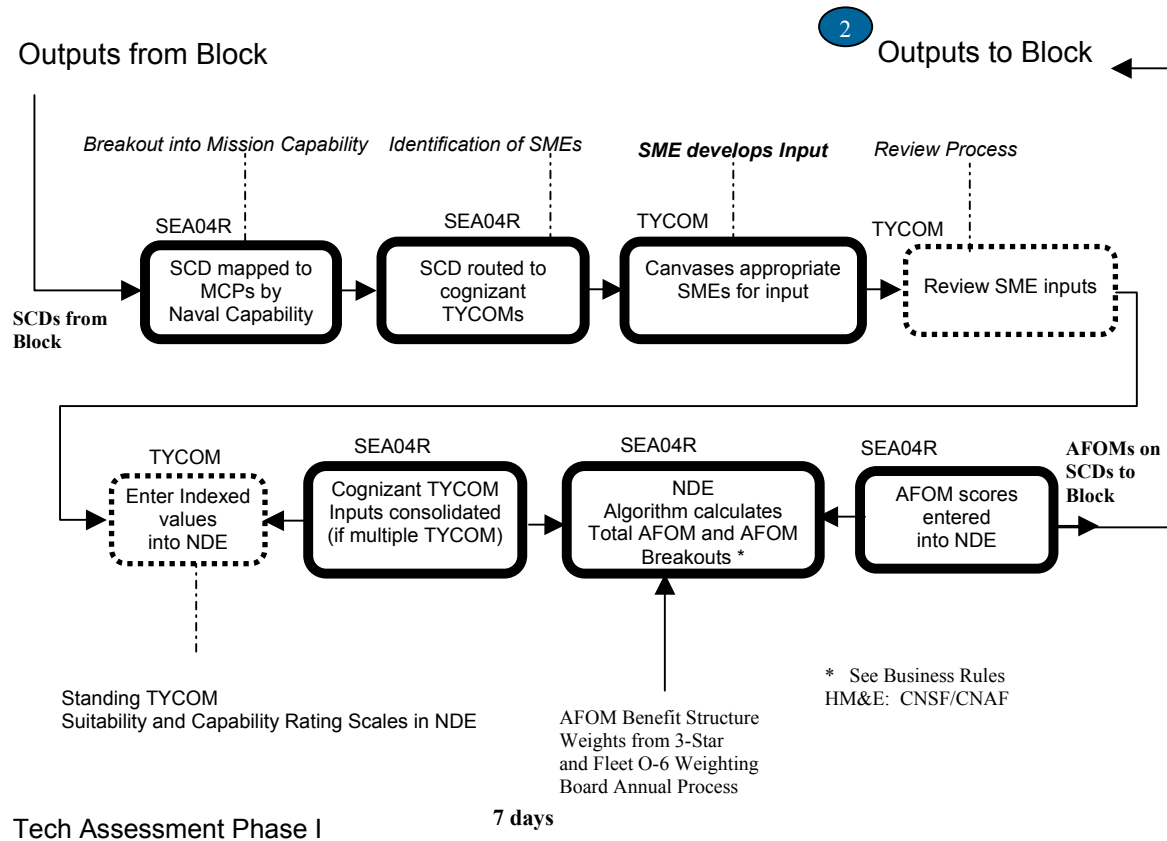 2
Outputs from Block
Outputs to Block
Breakout into Mission Capability
Identification of SMEs
SME develops Input
Review Process
SEA04R
SEA04R
TYCOM
TYCOM
SCD mapped to
MCPs by
Naval Capability
SCD routed to
cognizant
TYCOMs
Canvases appropriate
SMEs for input
Review SME inputs
SCDs from
Block
TYCOM
SEA04R
SEA04R
SEA04R
Enter Indexed
values
into NDE
Cognizant TYCOM
Inputs consolidated
(if multiple TYCOM)
NDE
Algorithm calculates
Total AFOM and AFOM
Breakouts *
AFOM scores
entered
into NDE
AFOMs on
SCDs to
Block
Standing TYCOM
Suitability and Capability Rating Scales in NDE
AFOM Benefit Structure
Weights from 3-Star
and Fleet O-6 Weighting
Board Annual Process
* See Business Rules
HM&E: CNSF/CNAF
7 days
Tech Assessment Phase I